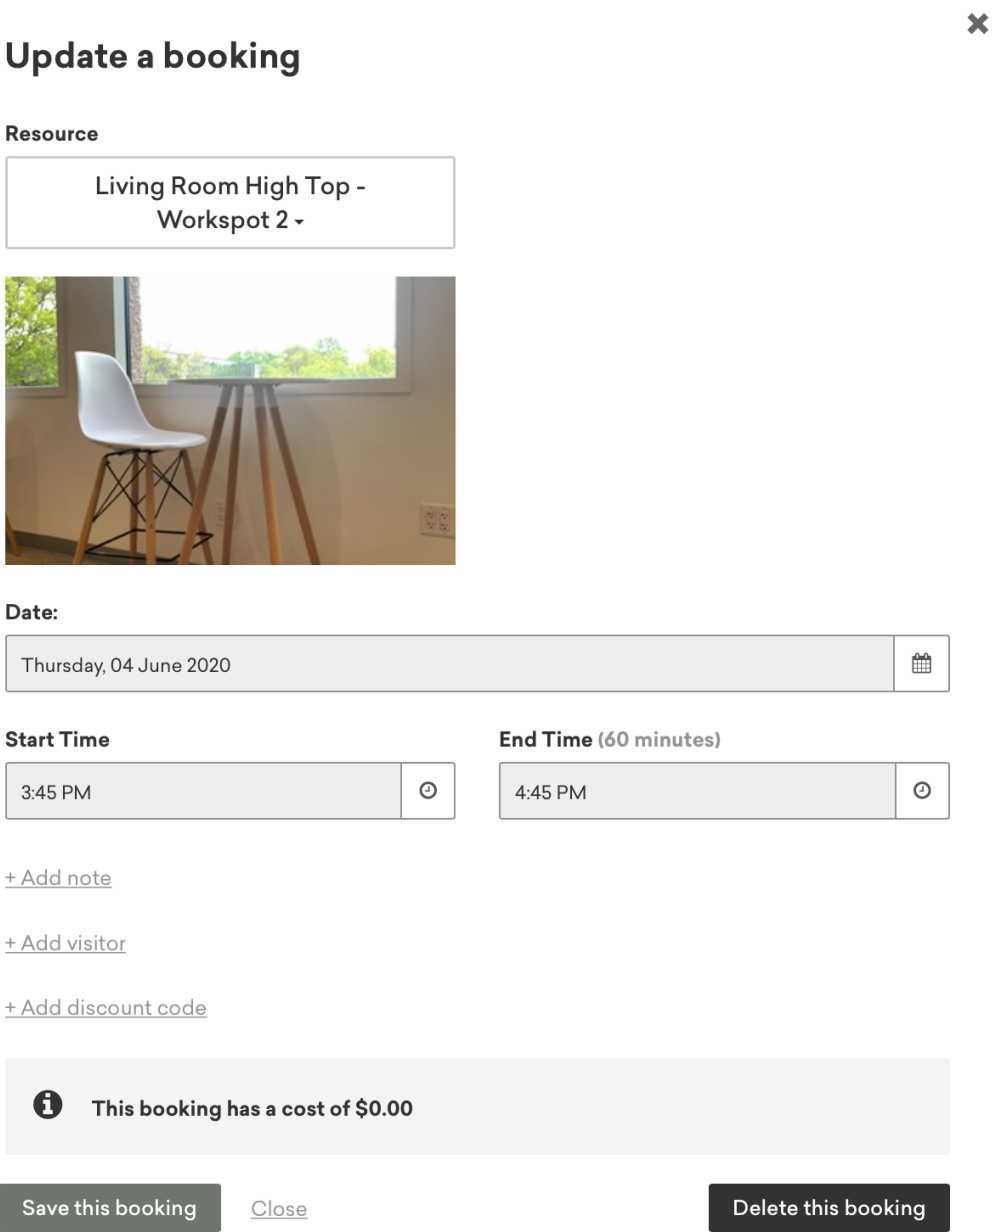 Update a booking
Resource
Living Room High Top -
Workspot 2
Date:
Thursday, 04 June 2020
Start Time
End Time (60 minutes)
3:45 PM
4:45 PM
+ Add note
+ Add visitor
+ Add discount code
This booking has a cost of $0.00
Save this booking
Close
Delete this booking